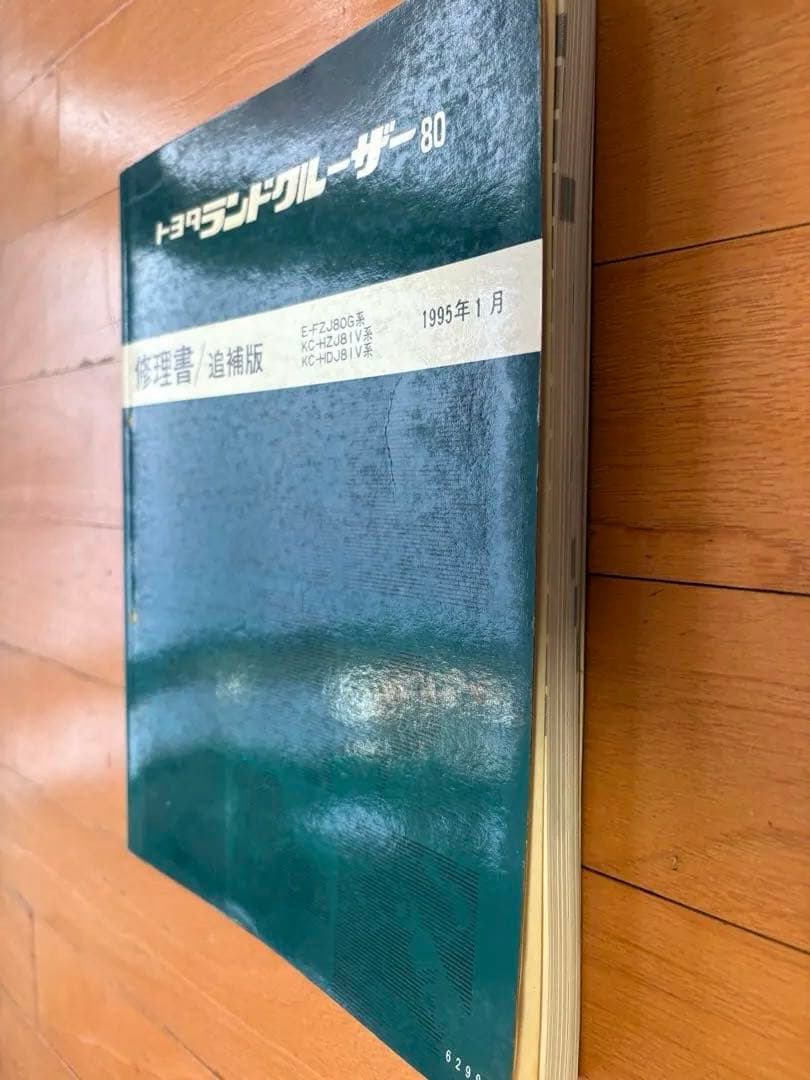 トヨタランドクルーザー80
修理書/追補版
E-FZJ80G系
KC-HZJ81V系
KC-HDJ81V系
1995年1月